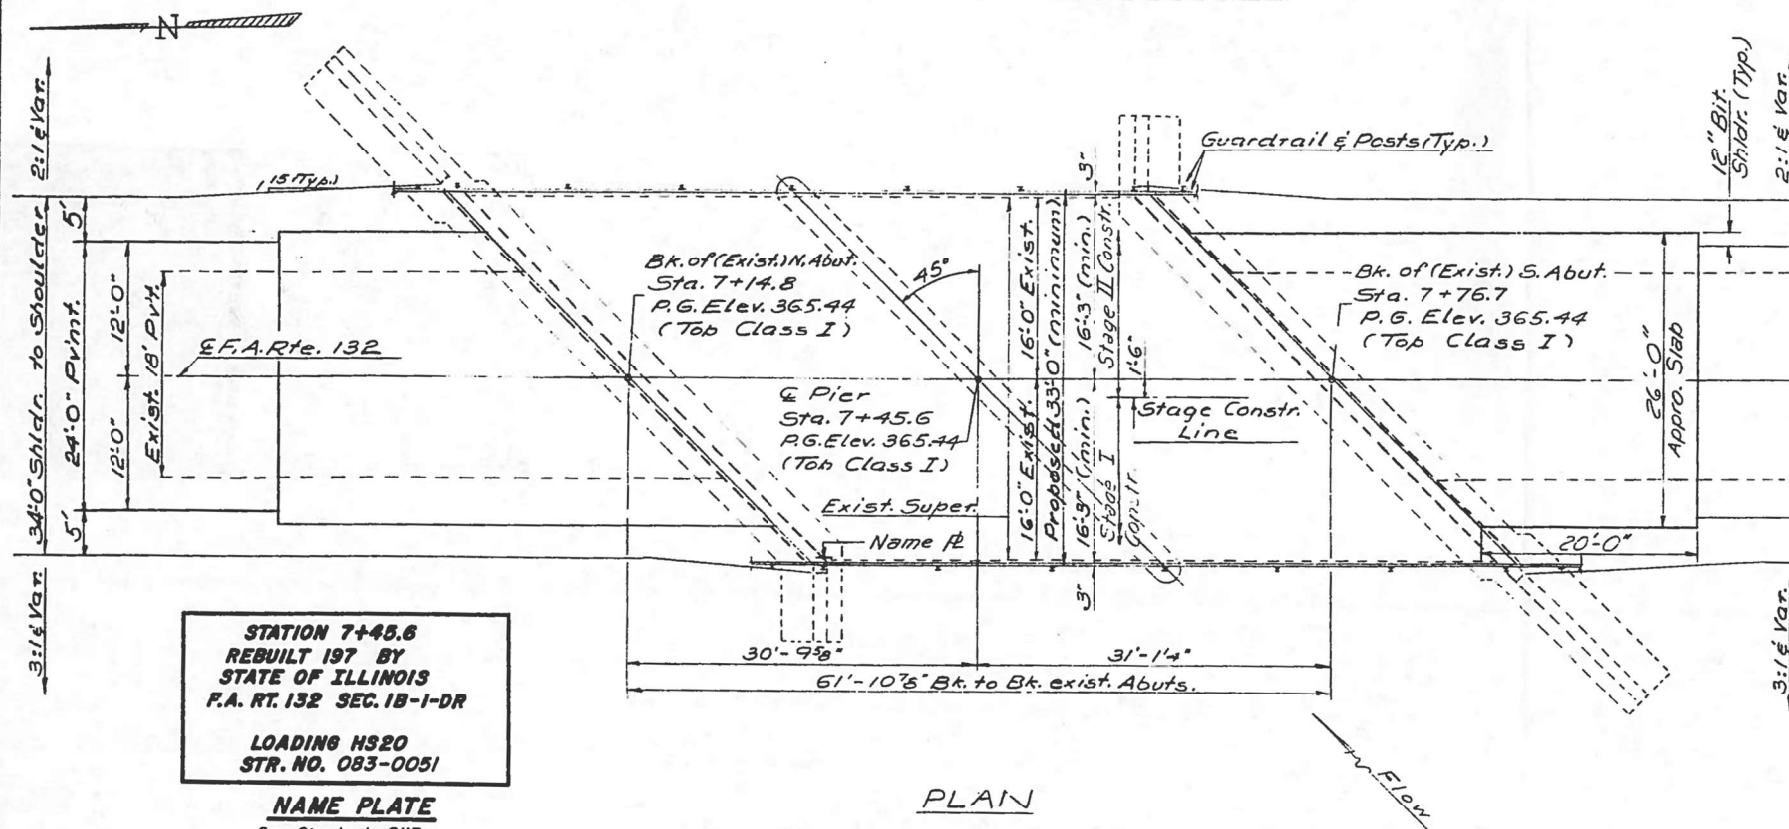 N
2:1 & Var.
34'-0" Shldr. to Shoulder
3:1 & Var.
5'
24'-0" Pvmt.
5'
12'-0"
12'-0"
Exist. 18' Pvt.
15 (Typ.)
℄ F.A. Rte. 132
Bk. of (Exist.) N. Abut.
Sta. 7+14.8
P.G. Elev. 365.44
(Top Class I)
45°
℄ Pier
Sta. 7+45.6
P.G. Elev. 365.44
(Top Class I)
Exist. Super.
Name ℙL
16'-0" Exist.
16'-0" Exist.
Proposed 33'-0" (minimum)
3"
16'-3" (min.)
16'-3" (min.)
3"
Stage II Constr.
Stage I
Constr.
1'-6"
Stage Constr.
Line
Guardrail & Posts (Typ.)
Bk. of (Exist.) S. Abut.
Sta. 7+76.7
P.G. Elev. 365.44
(Top Class I)
26'-0"
Appro. Slab
20'-0"
12" Bit.
Shldr. (Typ.)
2:1 & Var.
3:1 & Var.
30'-9⅝"
31'-1¼"
61'-10⅞" Bk. to Bk. exist. Abuts.
Flow
PLAN
STATION 7+45.6
REBUILT 197 BY
STATE OF ILLINOIS
F.A. RT. 132 SEC. 1B-1-DR
LOADING HS20
STR. NO. 083-0051
NAME PLATE